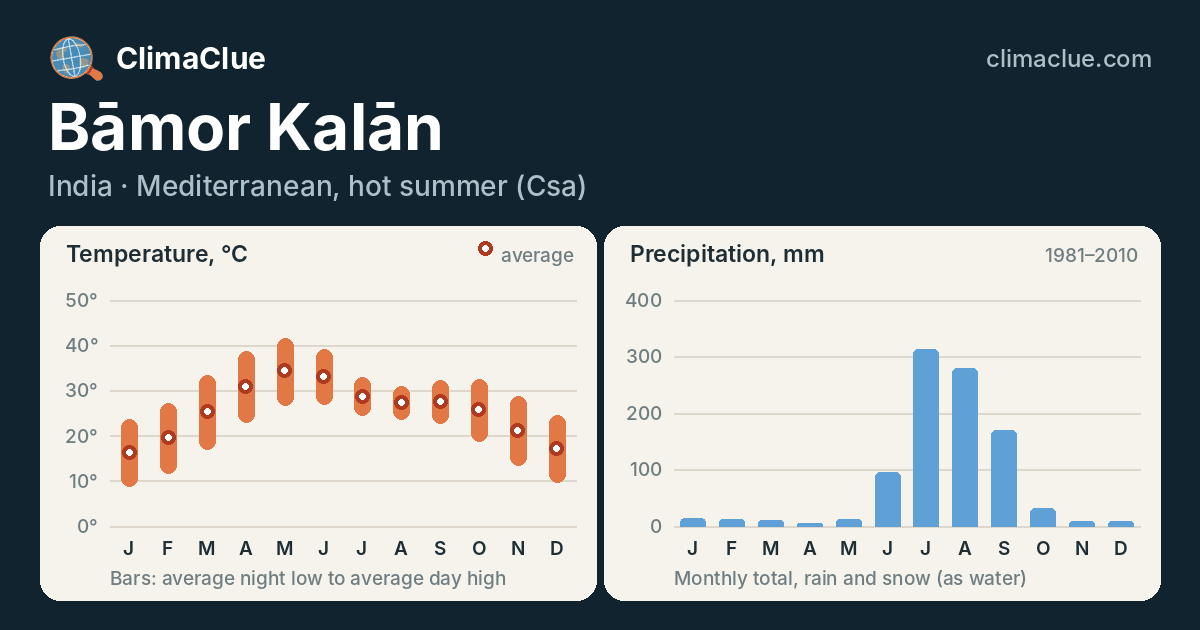 ClimaClue
climaclue.com
Bāmor Kalān
India · Mediterranean, hot summer (Csa)
Temperature, °C
average
50°
40°
30°
20°
10°
0°
J F M A M J J A S O N D
Bars: average night low to average day high
Precipitation, mm
1981–2010
400
300
200
100
0
J F M A M J J A S O N D
Monthly total, rain and snow (as water)